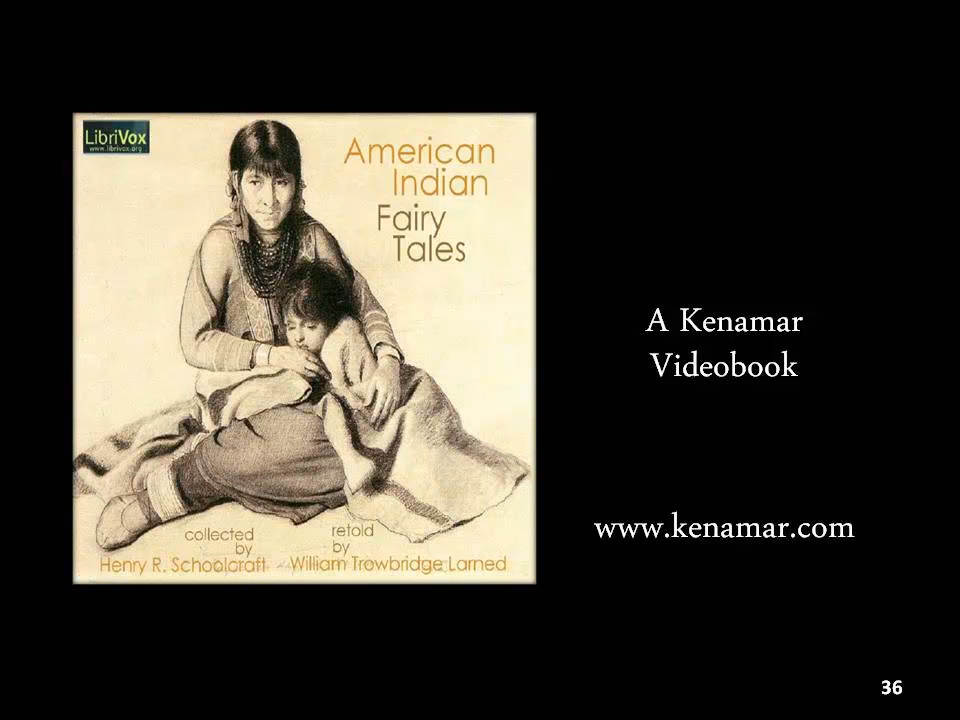 LibriVox
www.librivox.org
American
Indian
Fairy
Tales
collected
by
Henry R. Schoolcraft
retold
by
William Trowbridge Larned
A Kenamar
Videobook
www.kenamar.com
36